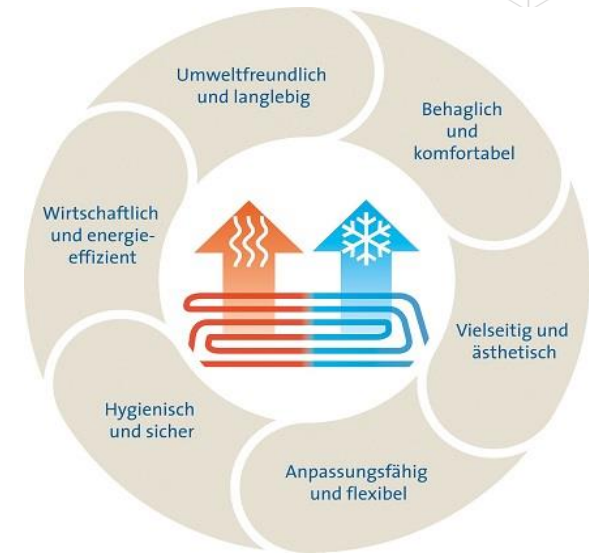 Umweltfreundlich
und langlebig
Behaglich
und
komfortabel
Vielseitig und
ästhetisch
Anpassungsfähig
und flexibel
Hygienisch
und sicher
Wirtschaftlich
und energie-
effizient